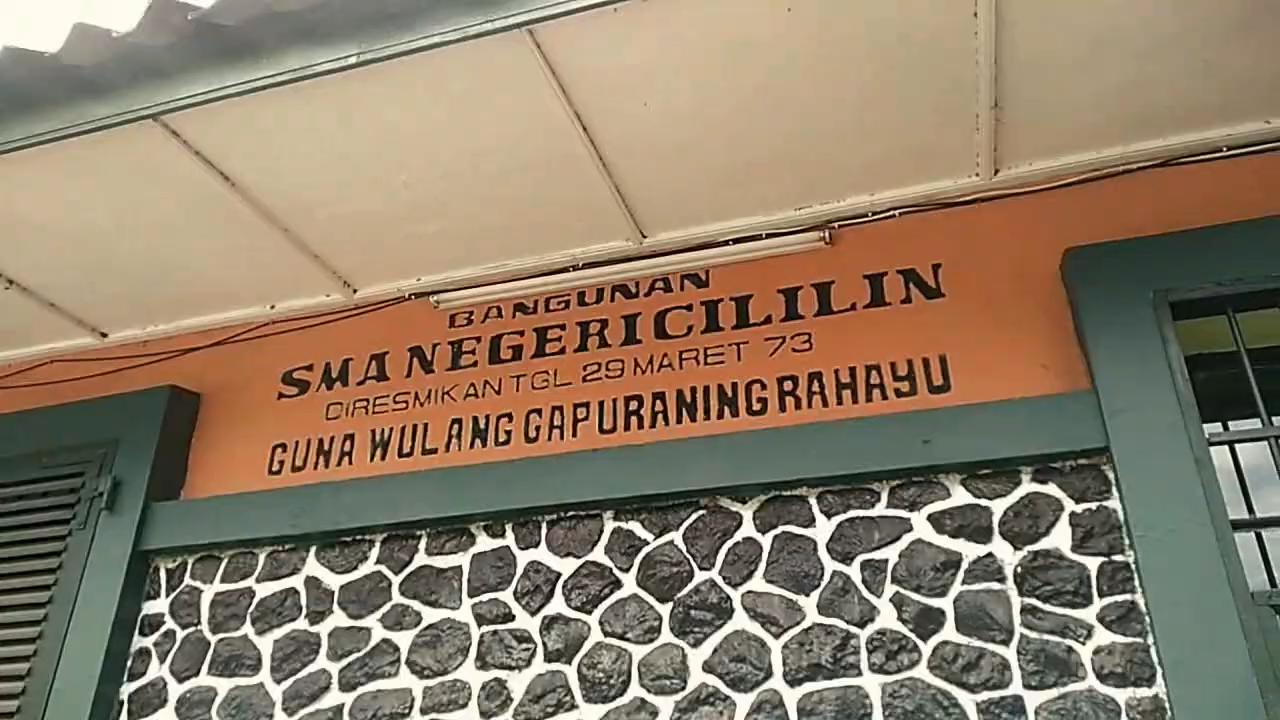 BANGUNAN
SMA NEGERI CILILIN
DIRESMIKAN TGL 29 MARET 73
GUNA WULANG GAPURANING RAHAYU